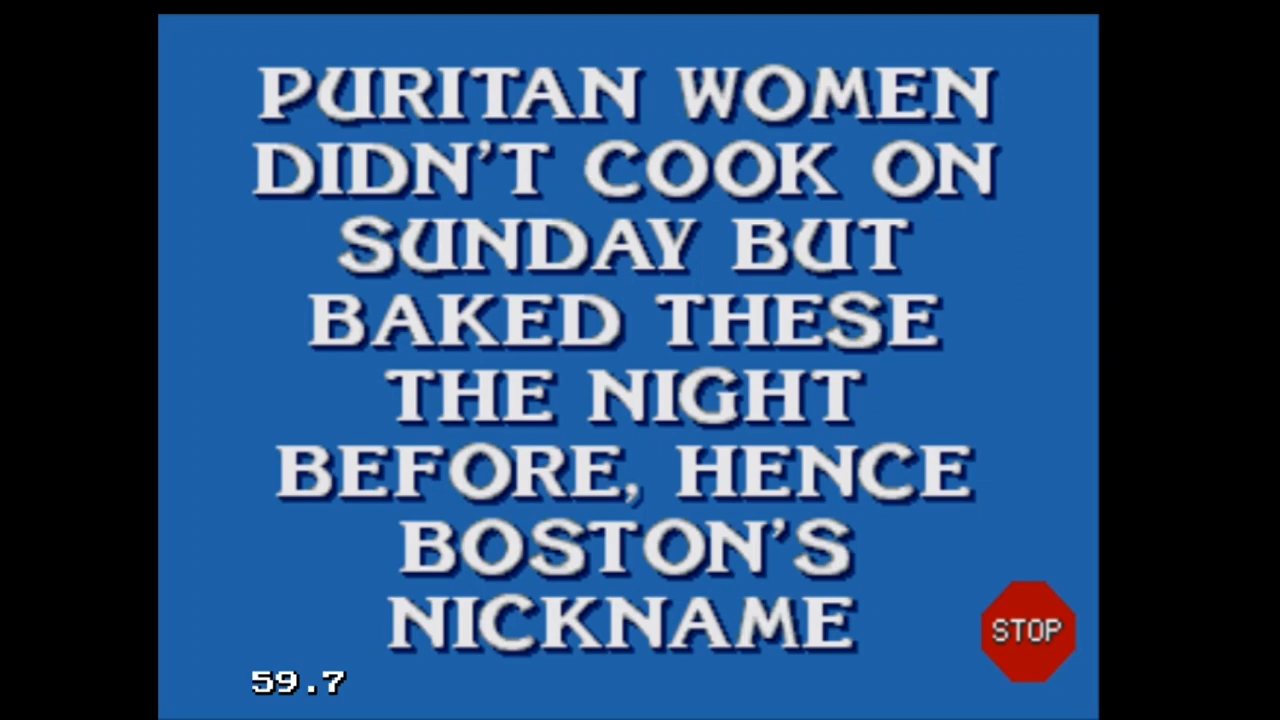 PURITAN WOMEN
DIDN'T COOK ON
SUNDAY BUT
BAKED THESE
THE NIGHT
BEFORE, HENCE
BOSTON'S
NICKNAME
STOP
59.7